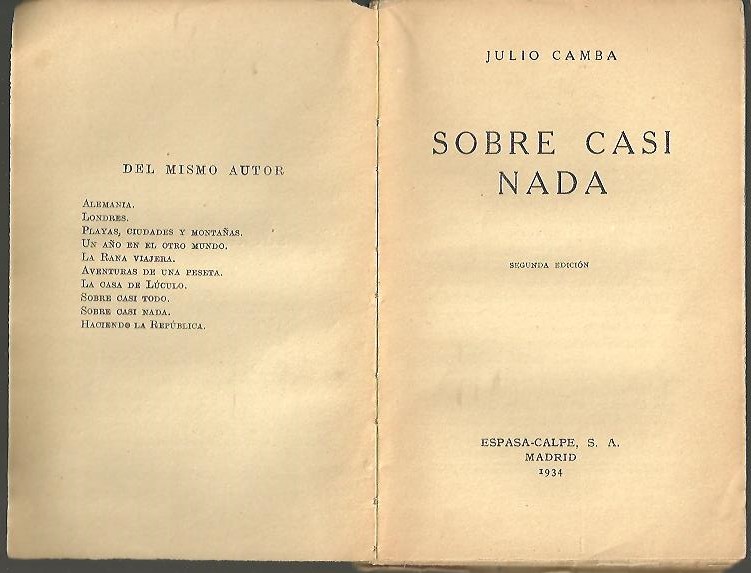 DEL MISMO AUTOR
ALEMANIA.
LONDRES.
PLAYAS, CIUDADES Y MONTAÑAS.
UN AÑO EN EL OTRO MUNDO.
LA RANA VIAJERA.
AVENTURAS DE UNA PESETA.
LA CASA DE LÚCULO.
SOBRE CASI TODO.
SOBRE CASI NADA.
HACIENDO LA REPÚBLICA.
JULIO CAMBA
SOBRE CASI
NADA
SEGUNDA EDICIÓN
ESPASA-CALPE, S. A.
MADRID
1934